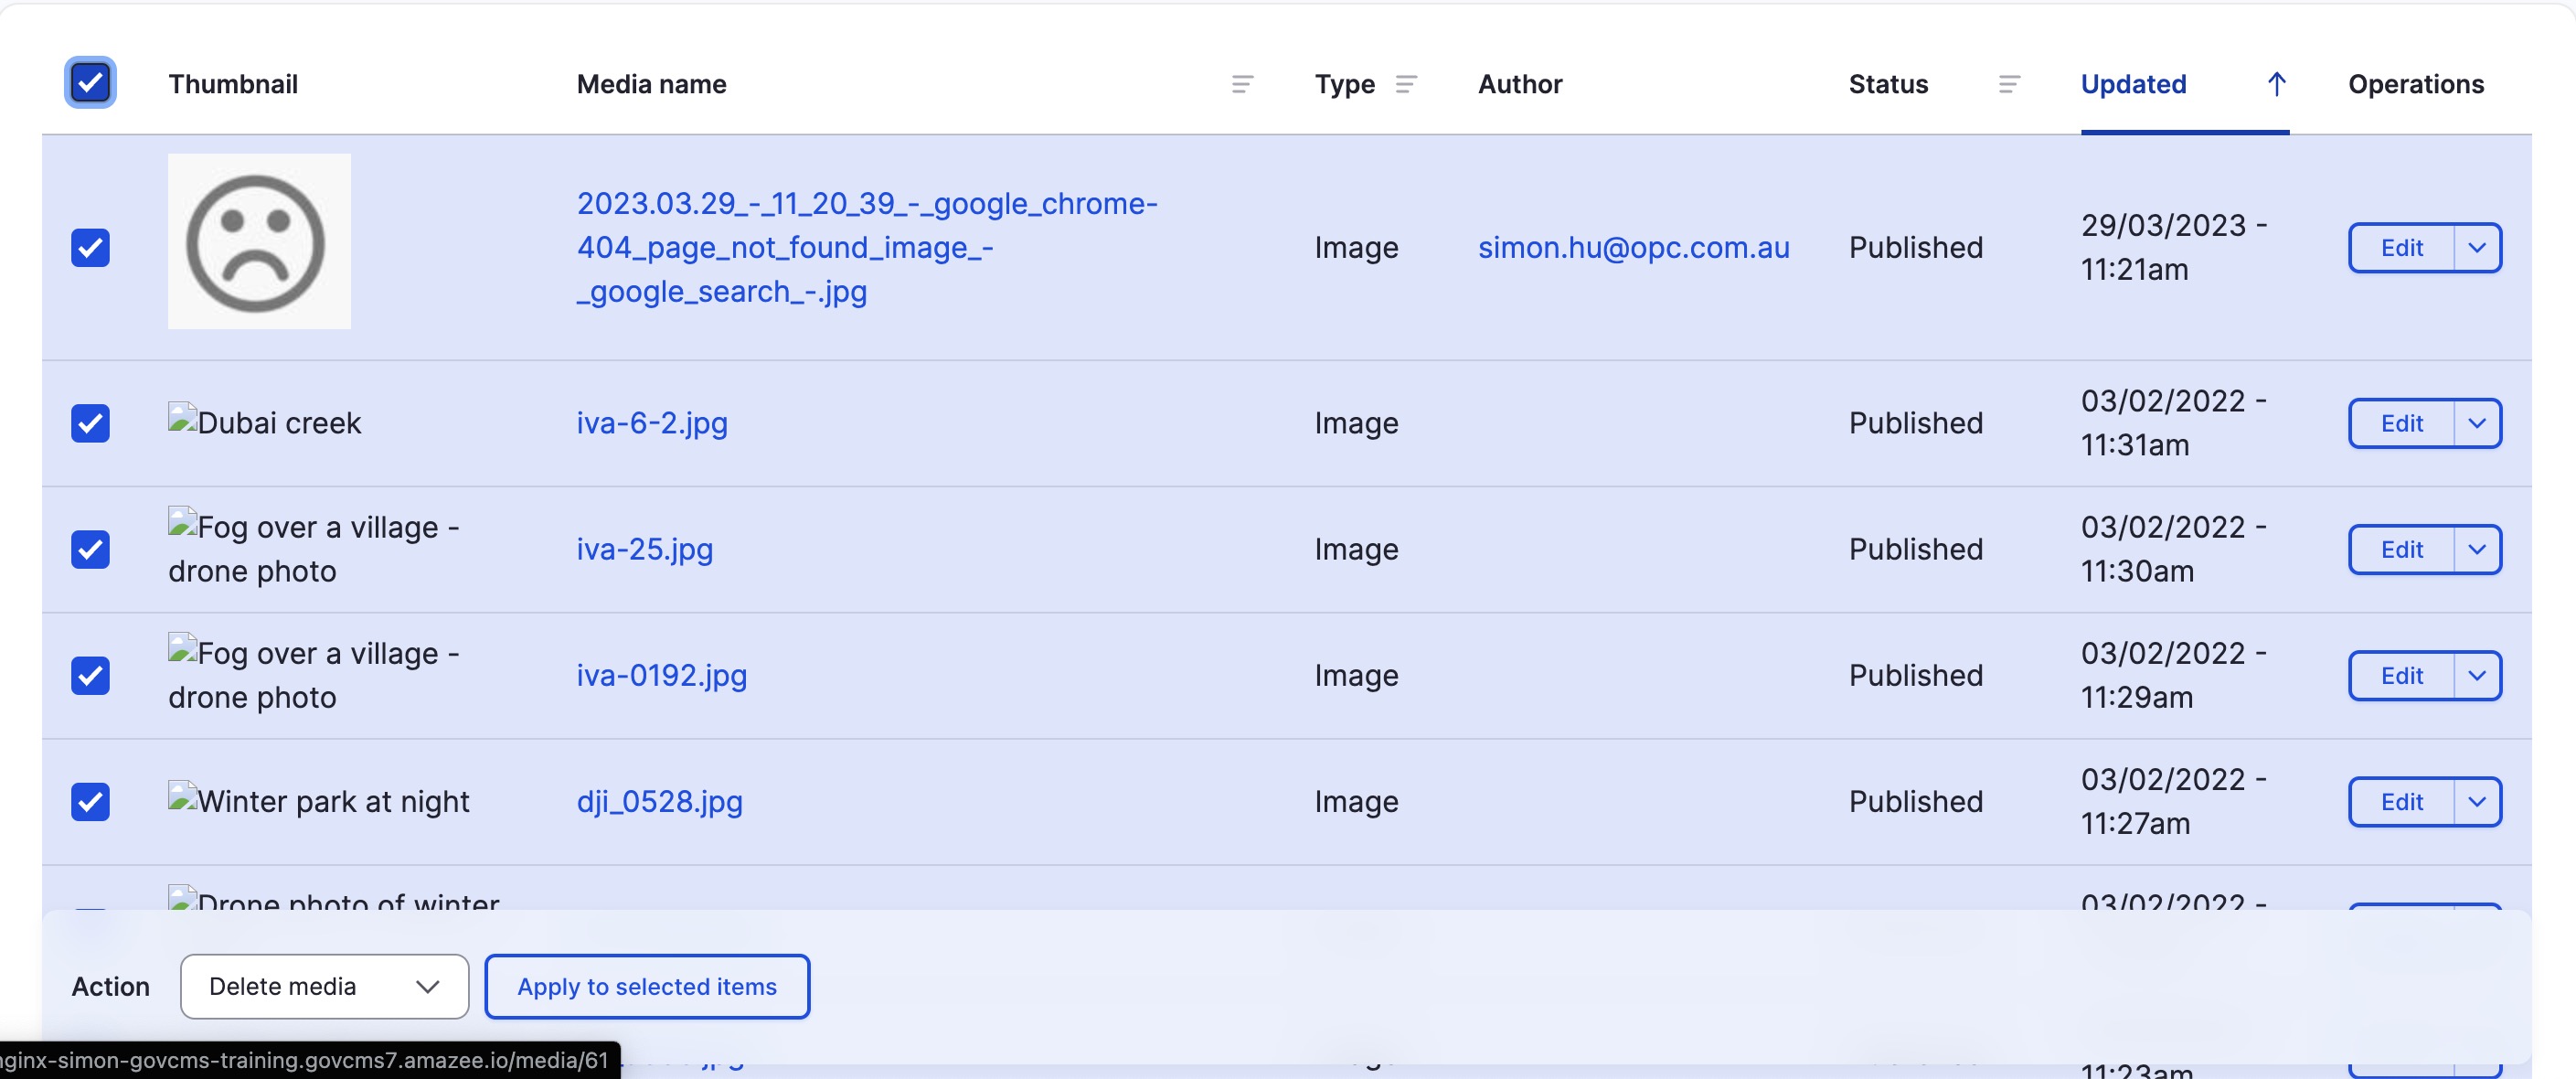 Thumbnail Media name Type Author Status Updated Operations
2023.03.29_-_11_20_39_-_google_chrome-
404_page_not_found_image_-
_google_search_-.jpg
Image simon.hu@opc.com.au Published
29/03/2023 -
11:21am
Edit
Dubai creek iva-6-2.jpg Image Published
03/02/2022 -
11:31am
Edit
Fog over a village -
drone photo
iva-25.jpg Image Published
03/02/2022 -
11:30am
Edit
Fog over a village -
drone photo
iva-0192.jpg Image Published
03/02/2022 -
11:29am
Edit
Winter park at night dji_0528.jpg Image Published
03/02/2022 -
11:27am
Edit
Drone photo of winter
03/02/2022 -
Action Delete media Apply to selected items
nginx-simon-govcms-training.govcms7.amazee.io/media/61
11:23am